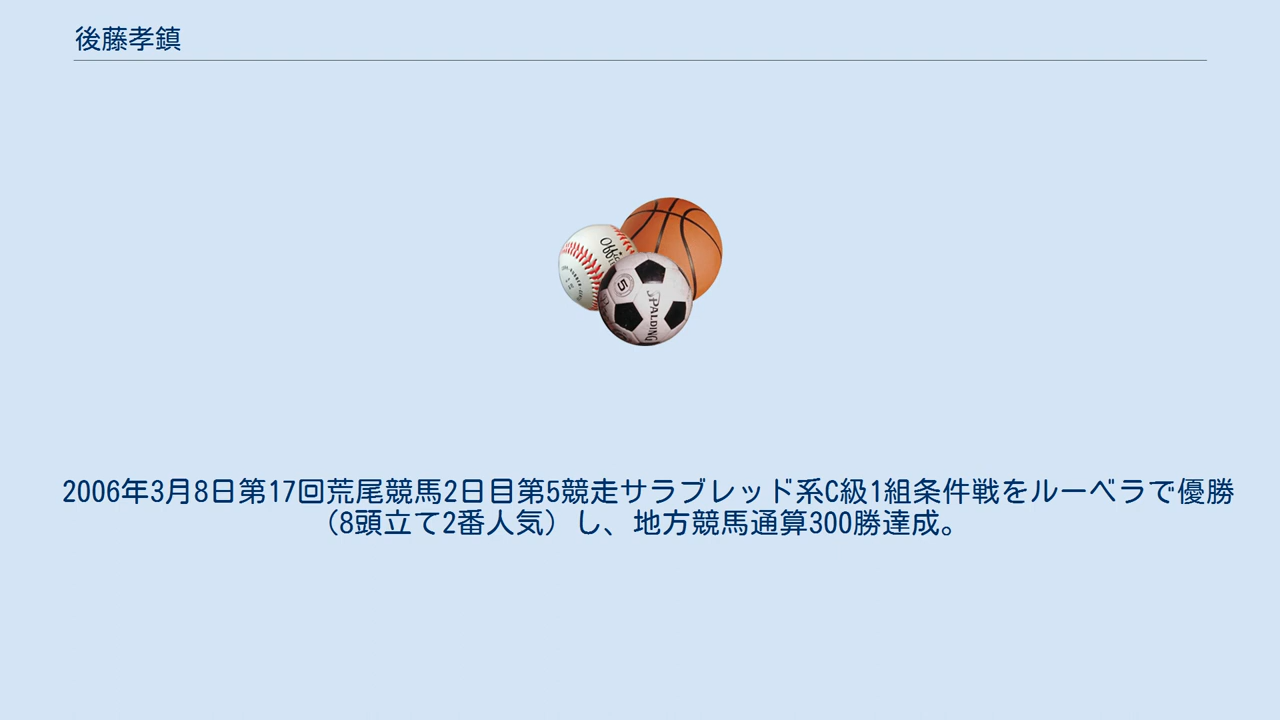 後藤孝鎮
Offic
5
SPALDING
2006年3月8日第17回荒尾競馬2日目第5競走サラブレッド系C級1組条件戦をルーベラで優勝
（8頭立て2番人気）し、地方競馬通算300勝達成。